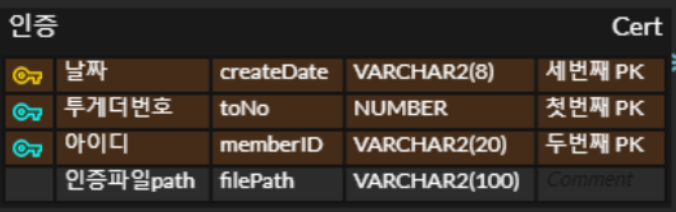 인증 Cert
날짜 createDate VARCHAR2(8) 세번째 PK
투게더번호 toNo NUMBER 첫번째 PK
아이디 memberID VARCHAR2(20) 두번째 PK
인증파일path filePath VARCHAR2(100) Comment